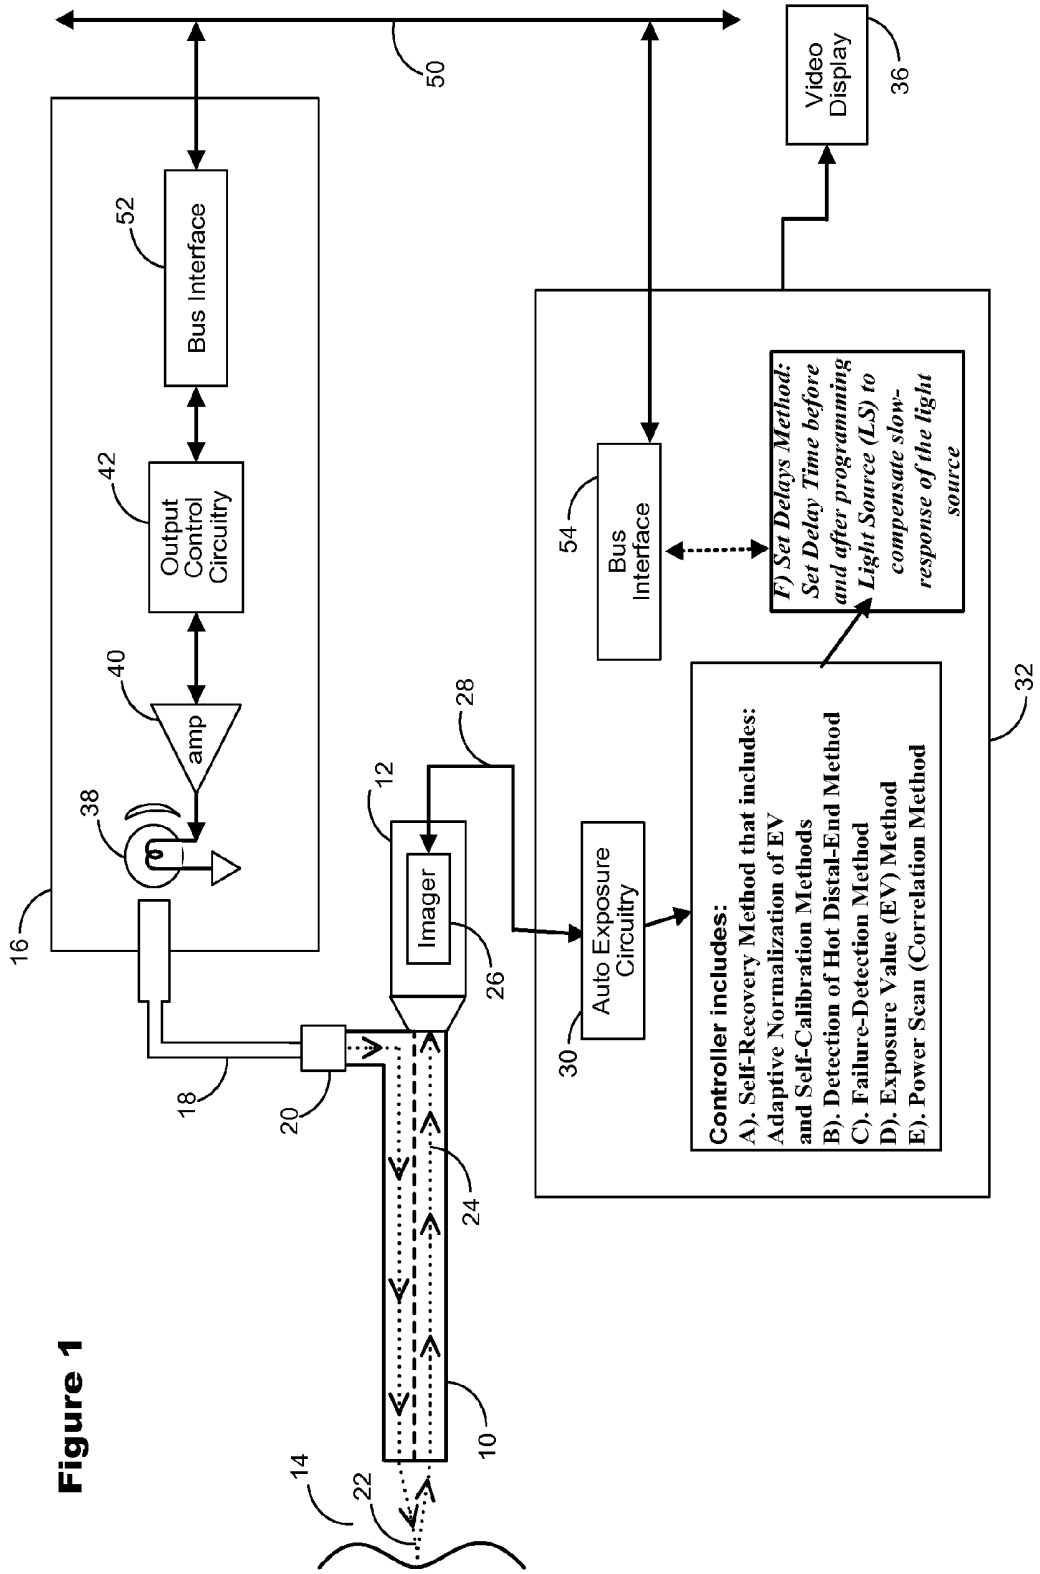 Figure 1
16
38
40
amp
42
Output
Control
Circuitry
52
Bus Interface
50
18
20
12
Imager
26
28
14
22
10
24
30
Auto Exposure
Circuitry
54
Bus
Interface
Controller includes:
A). Self-Recovery Method that includes:
Adaptive Normalization of EV
and Self-Calibration Methods
B). Detection of Hot Distal-End Method
C). Failure-Detection Method
D). Exposure Value (EV) Method
E). Power Scan (Correlation Method
F) Set Delays Method:
Set Delay Time before
and after programming
Light Source (LS) to
compensate slow-
response of the light
source
32
Video
Display
36